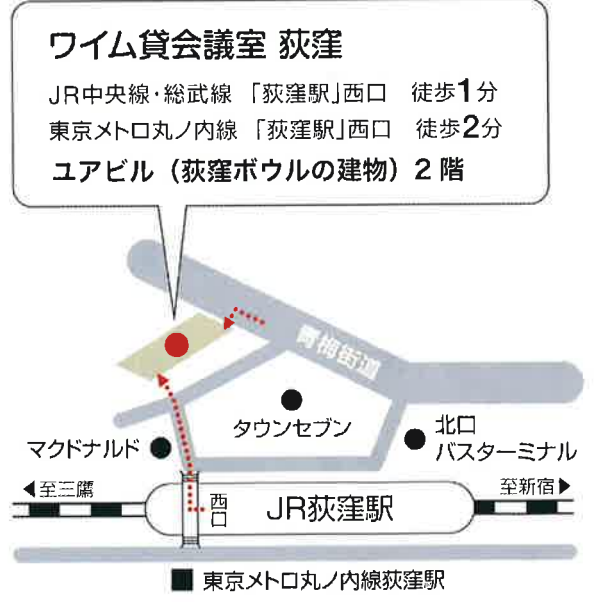 ワイム貸会議室 荻窪
JR中央線・総武線 「荻窪駅」西口 徒歩1分
東京メトロ丸ノ内線 「荻窪駅」西口 徒歩2分
ユアビル（荻窪ボウルの建物）2階
青梅街道
タウンセブン
北口
バスターミナル
マクドナルド
◀至三鷹
至新宿▶
西口
JR荻窪駅
東京メトロ丸ノ内線荻窪駅